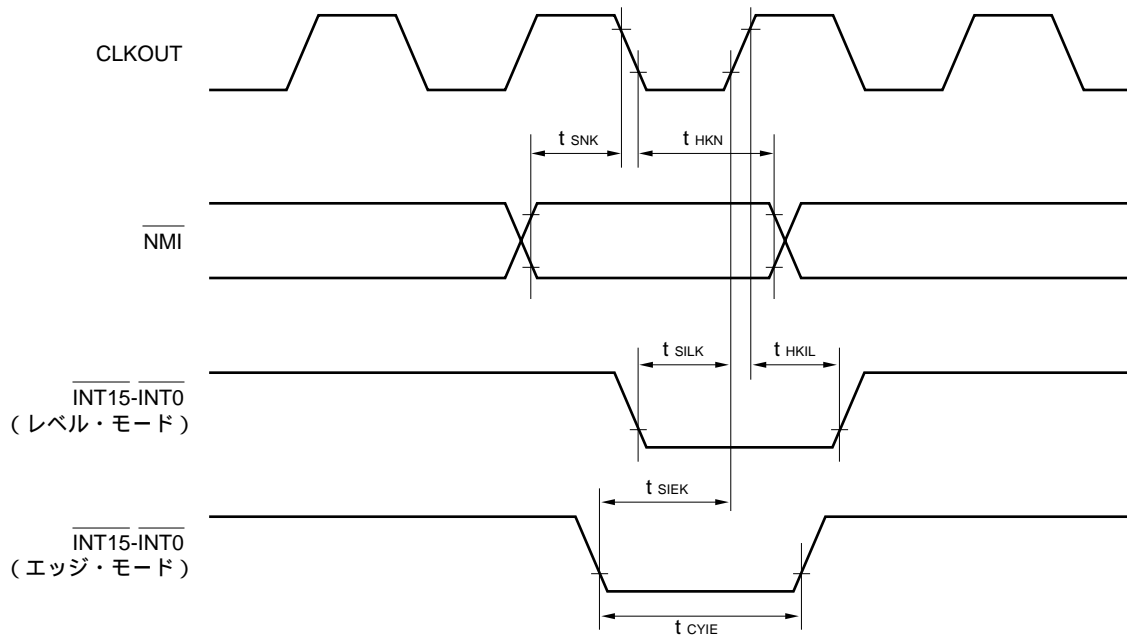 CLKOUT
t SNK
t HKN
NMI
t SILK
t HKIL
INT15-INT0
(レベル・モード)
t SIEK
INT15-INT0
(エッジ・モード)
t CYIE